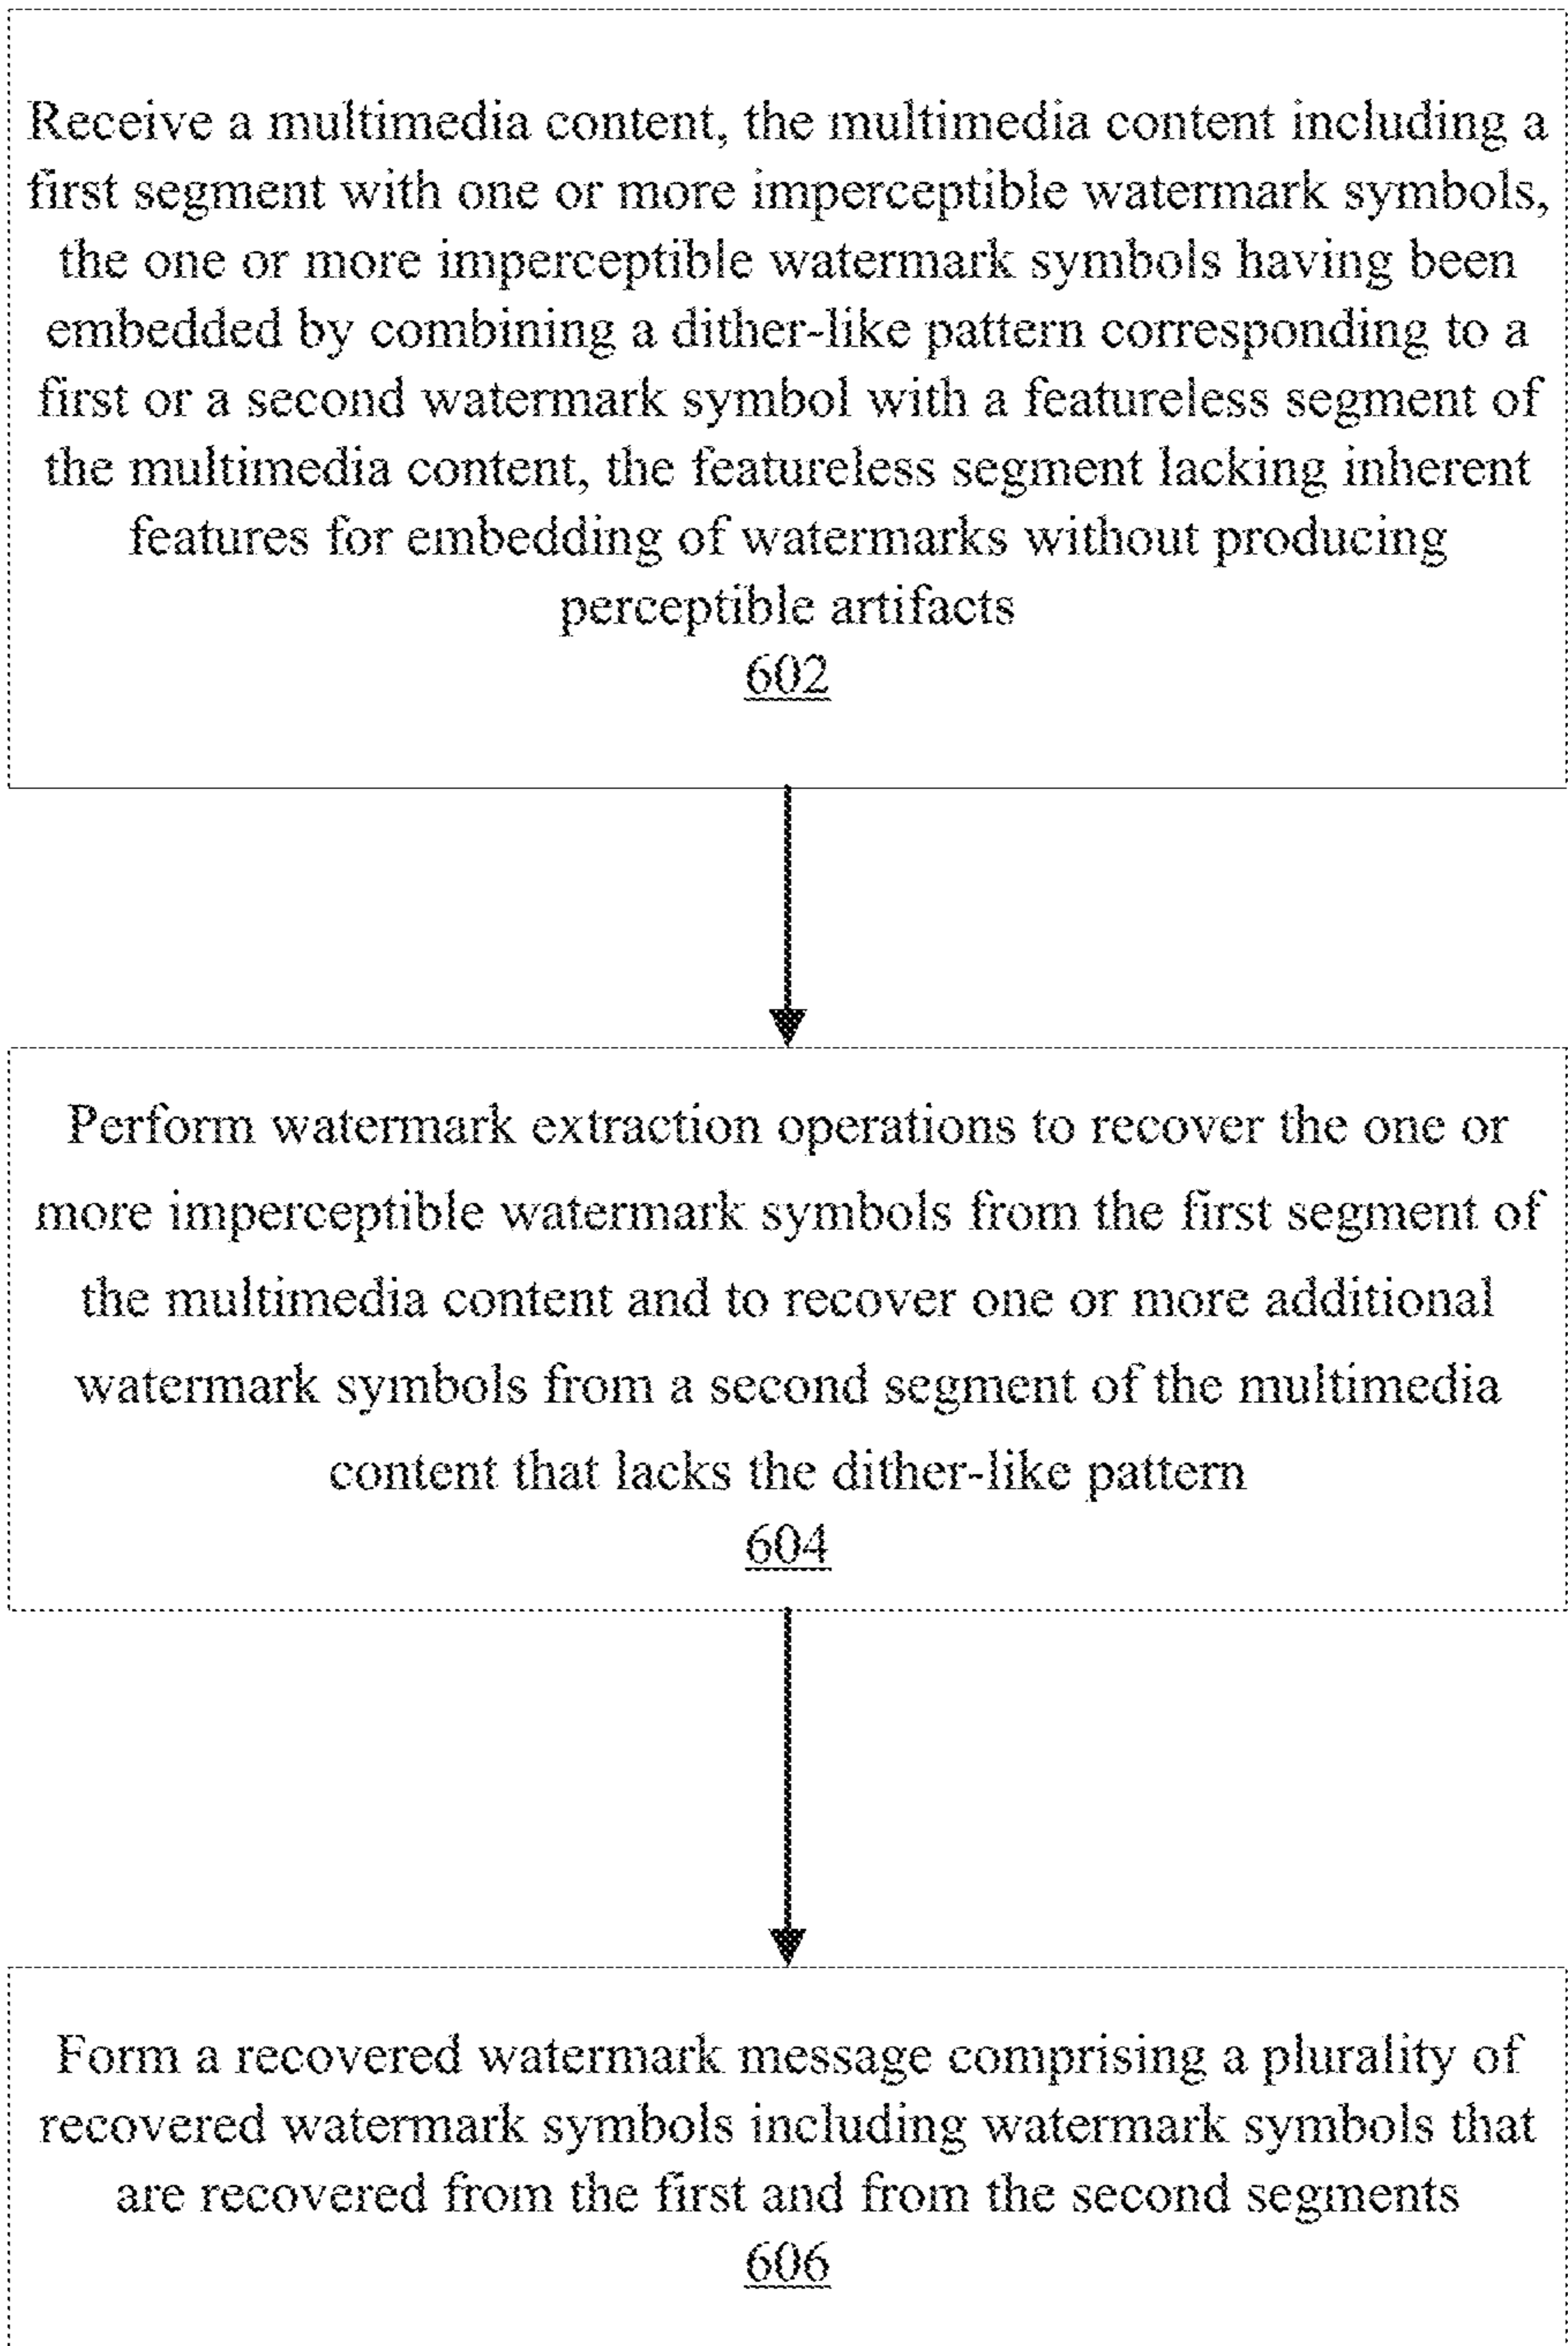 Receive a multimedia content, the multimedia content including a
first segment with one or more imperceptible watermark symbols,
the one or more imperceptible watermark symbols having been
embedded by combining a dither-like pattern corresponding to a
first or a second watermark symbol with a featureless segment of
the multimedia content, the featureless segment lacking inherent
features for embedding of watermarks without producing
perceptible artifacts
602
Perform watermark extraction operations to recover the one or
more imperceptible watermark symbols from the first segment of
the multimedia content and to recover one or more additional
watermark symbols from a second segment of the multimedia
content that lacks the dither-like pattern
604
Form a recovered watermark message comprising a plurality of
recovered watermark symbols including watermark symbols that
are recovered from the first and from the second segments
606